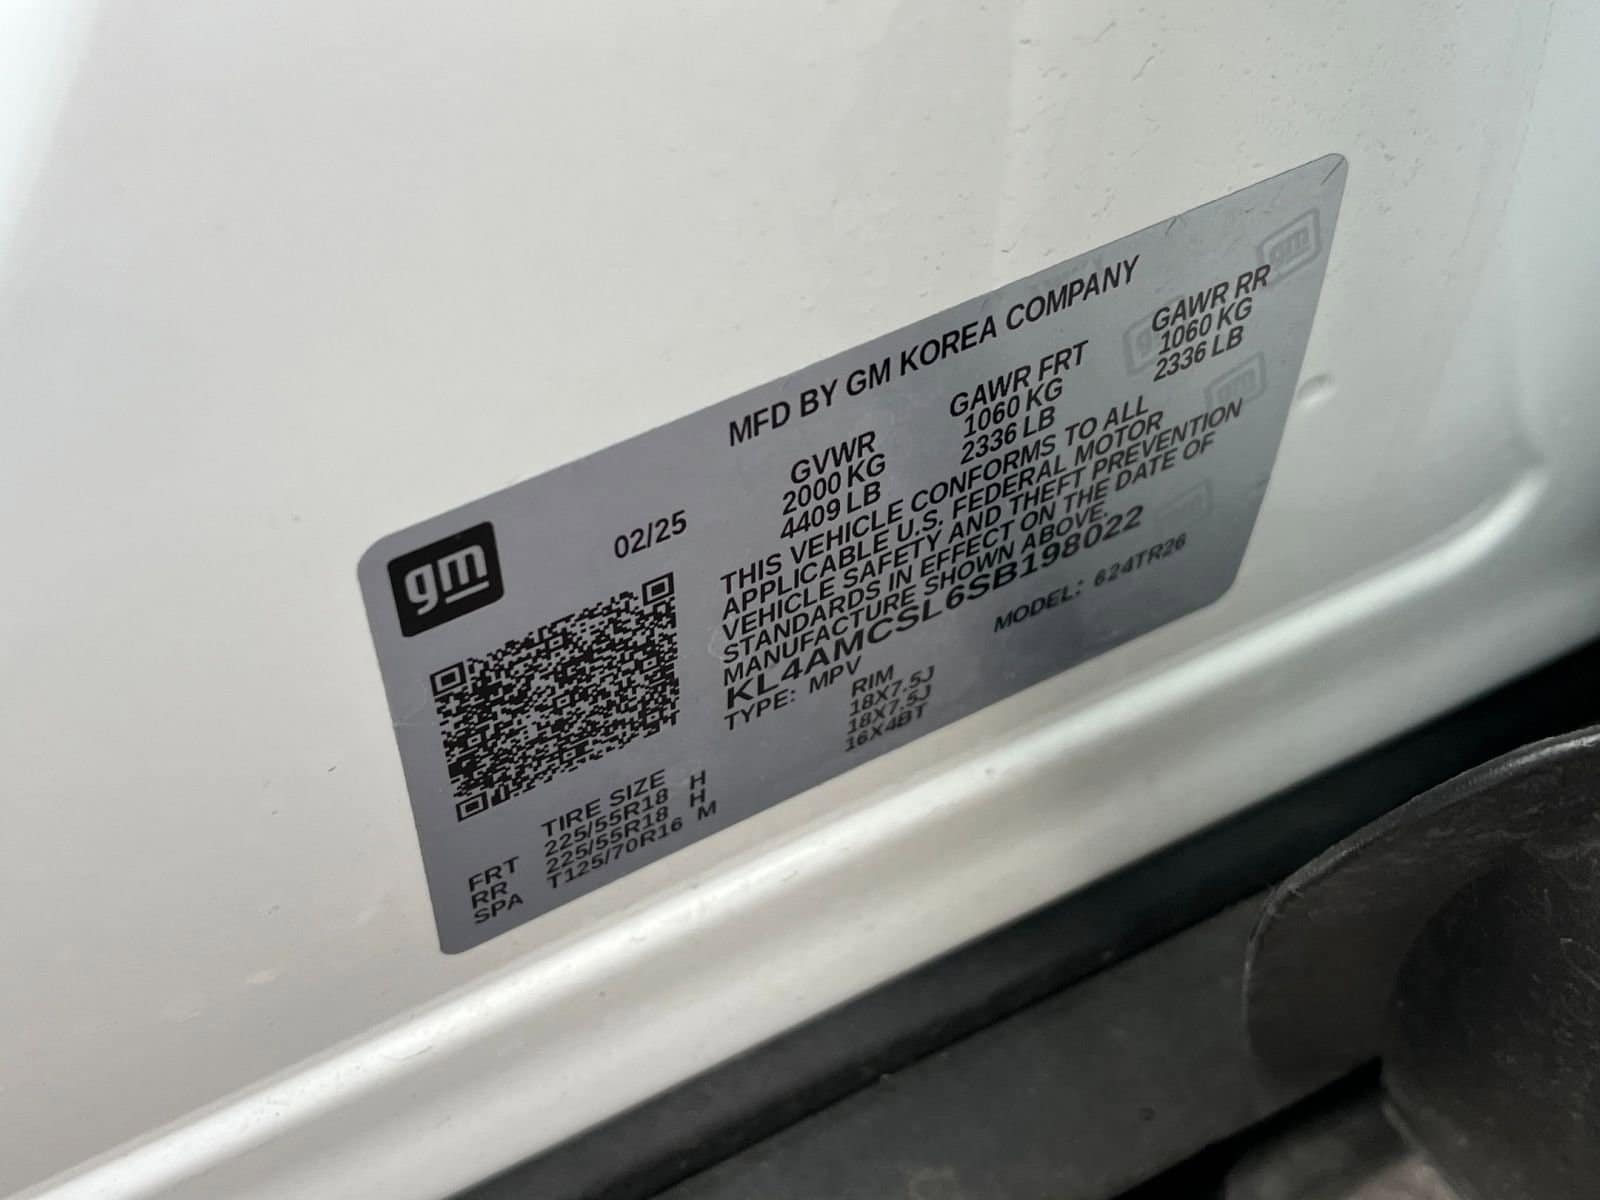 MFD BY GM KOREA COMPANY
gm
02/25
GVWR GAWR FRT GAWR RR
2000 KG 1060 KG 1060 KG
4409 LB 2336 LB 2336 LB
THIS VEHICLE CONFORMS TO ALL
APPLICABLE U.S. FEDERAL MOTOR
VEHICLE SAFETY AND THEFT PREVENTION
STANDARDS IN EFFECT ON THE DATE OF
MANUFACTURE SHOWN ABOVE.
KL4AMCSL6SB198022
TYPE: MPV MODEL: 624TR26
TIRE SIZE RIM
FRT 225/55R18 H 18X7.5J
RR 225/55R18 H 18X7.5J
SPA T125/70R16 M 16X4BT
gm
gm
gm